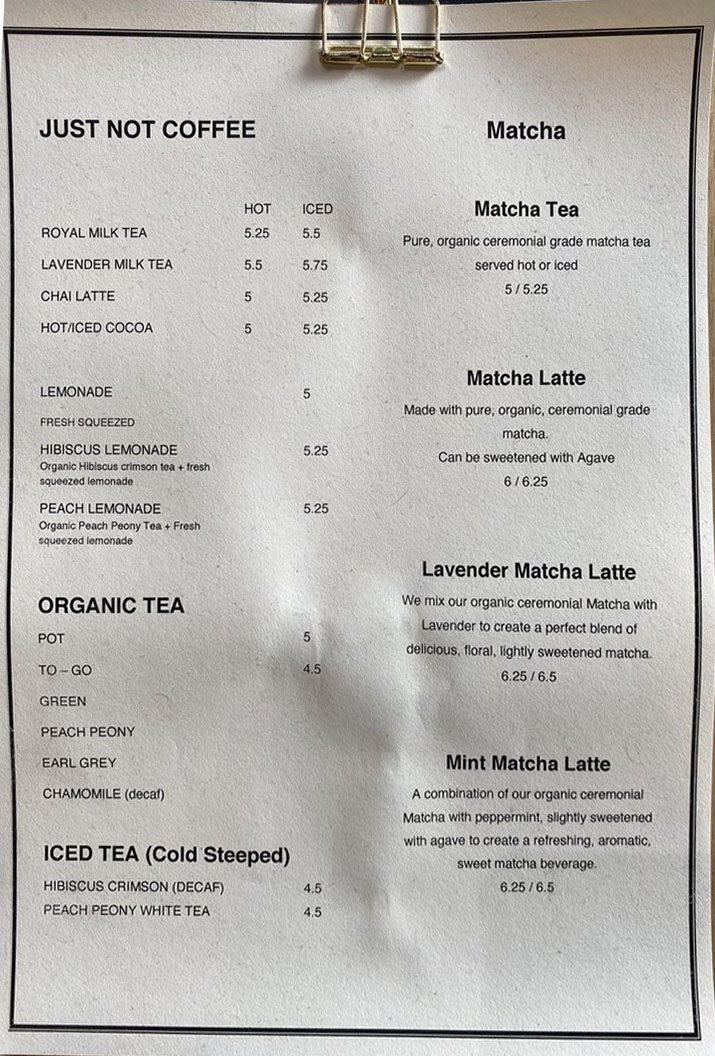 JUST NOT COFFEE
HOT ICED
ROYAL MILK TEA 5.25 5.5
LAVENDER MILK TEA 5.5 5.75
CHAI LATTE 5 5.25
HOT/ICED COCOA 5 5.25
LEMONADE 5
FRESH SQUEEZED
HIBISCUS LEMONADE 5.25
Organic Hibiscus crimson tea + fresh
squeezed lemonade
PEACH LEMONADE 5.25
Organic Peach Peony Tea + Fresh
squeezed lemonade
ORGANIC TEA
POT 5
TO – GO 4.5
GREEN
PEACH PEONY
EARL GREY
CHAMOMILE (decaf)
ICED TEA (Cold Steeped)
HIBISCUS CRIMSON (DECAF) 4.5
PEACH PEONY WHITE TEA 4.5
Matcha
Matcha Tea
Pure, organic ceremonial grade matcha tea
served hot or iced
5 / 5.25
Matcha Latte
Made with pure, organic, ceremonial grade
matcha.
Can be sweetened with Agave
6 / 6.25
Lavender Matcha Latte
We mix our organic ceremonial Matcha with
Lavender to create a perfect blend of
delicious, floral, lightly sweetened matcha.
6.25 / 6.5
Mint Matcha Latte
A combination of our organic ceremonial
Matcha with peppermint, slightly sweetened
with agave to create a refreshing, aromatic,
sweet matcha beverage.
6.25 / 6.5